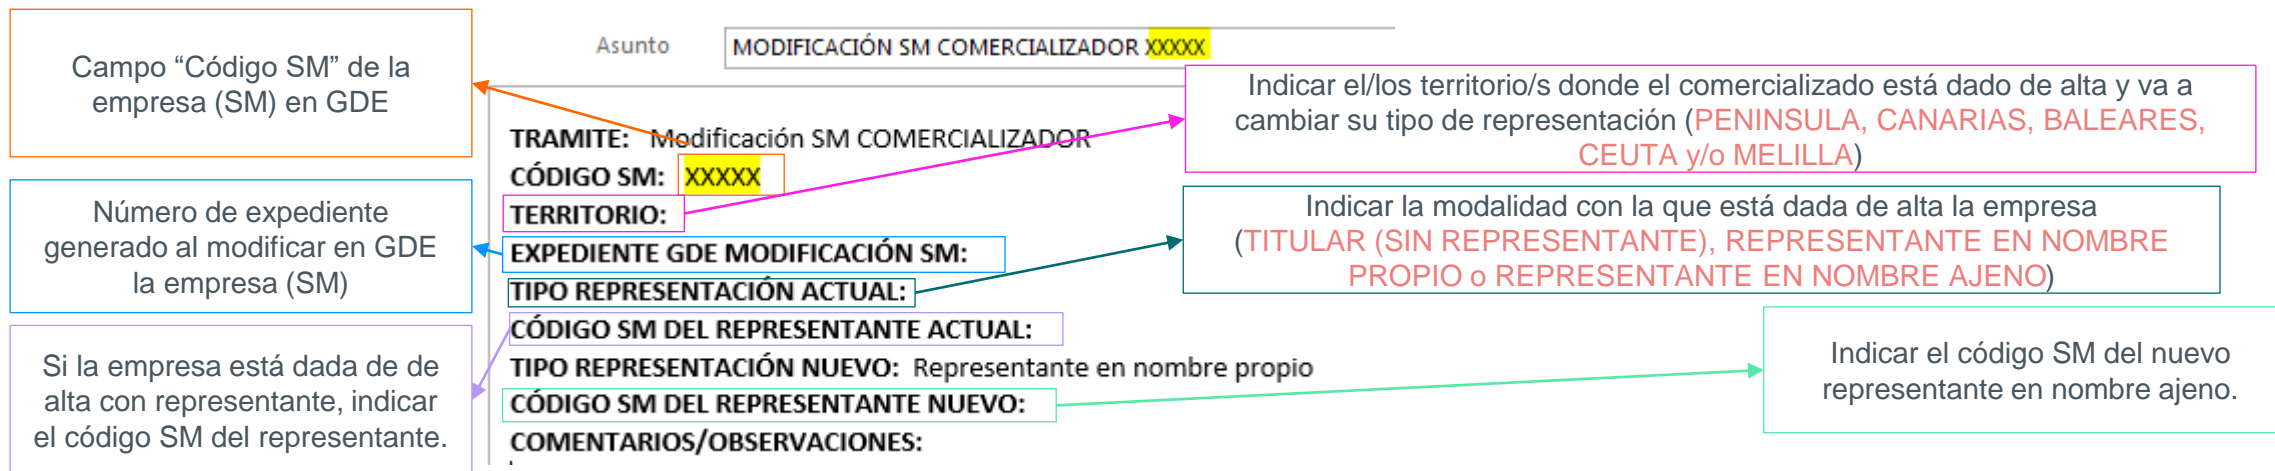 Campo “Código SM” de la
empresa (SM) en GDE
Número de expediente
generado al modificar en GDE
la empresa (SM)
Si la empresa está dada de de
alta con representante, indicar
el código SM del representante.
Asunto MODIFICACIÓN SM COMERCIALIZADOR XXXXX
TRAMITE: Modificación SM COMERCIALIZADOR
CÓDIGO SM: XXXXX
TERRITORIO:
EXPEDIENTE GDE MODIFICACIÓN SM:
TIPO REPRESENTACIÓN ACTUAL:
CÓDIGO SM DEL REPRESENTANTE ACTUAL:
TIPO REPRESENTACIÓN NUEVO: Representante en nombre propio
CÓDIGO SM DEL REPRESENTANTE NUEVO:
COMENTARIOS/OBSERVACIONES:
Indicar el/los territorio/s donde el comercializado está dado de alta y va a
cambiar su tipo de representación (PENINSULA, CANARIAS, BALEARES,
CEUTA y/o MELILLA)
Indicar la modalidad con la que está dada de alta la empresa
(TITULAR (SIN REPRESENTANTE), REPRESENTANTE EN NOMBRE
PROPIO o REPRESENTANTE EN NOMBRE AJENO)
Indicar el código SM del nuevo
representante en nombre ajeno.